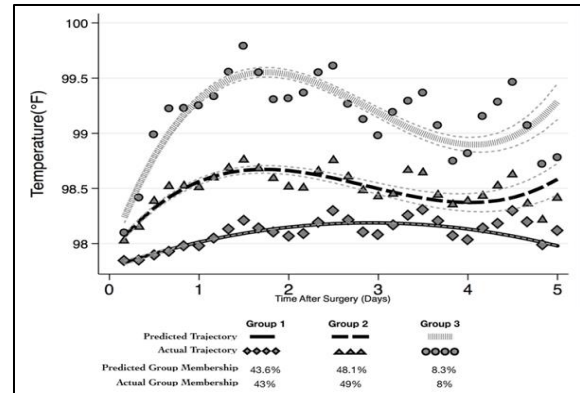 100
99.5
99
98.5
98
Temperature(°F)
0 1 2 3 4 5
Time After Surgery (Days)
Group 1 Group 2 Group 3
Predicted Trajectory
Actual Trajectory
Predicted Group Membership 43.6% 48.1% 8.3%
Actual Group Membership 43% 49% 8%